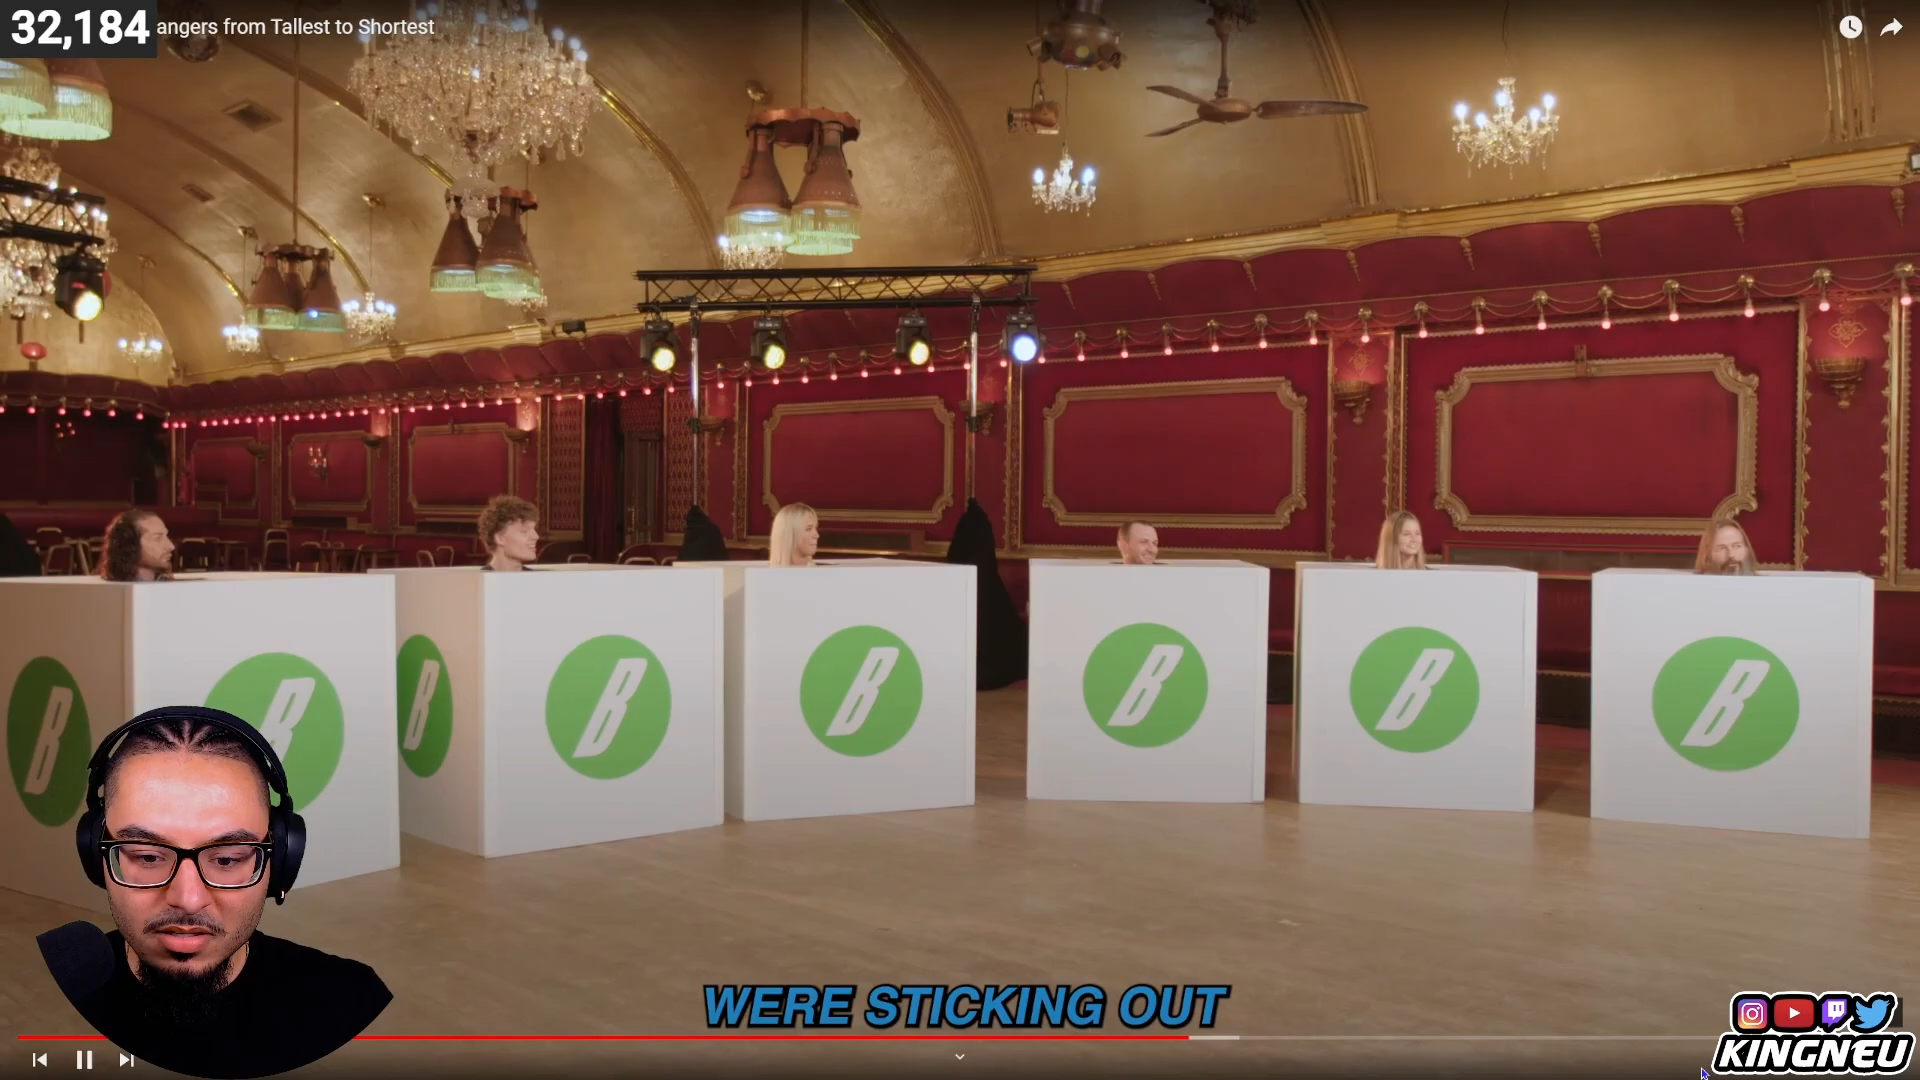 32,184
angers from Tallest to Shortest
B B B B B B B B
WERE STICKING OUT
KINGNEU